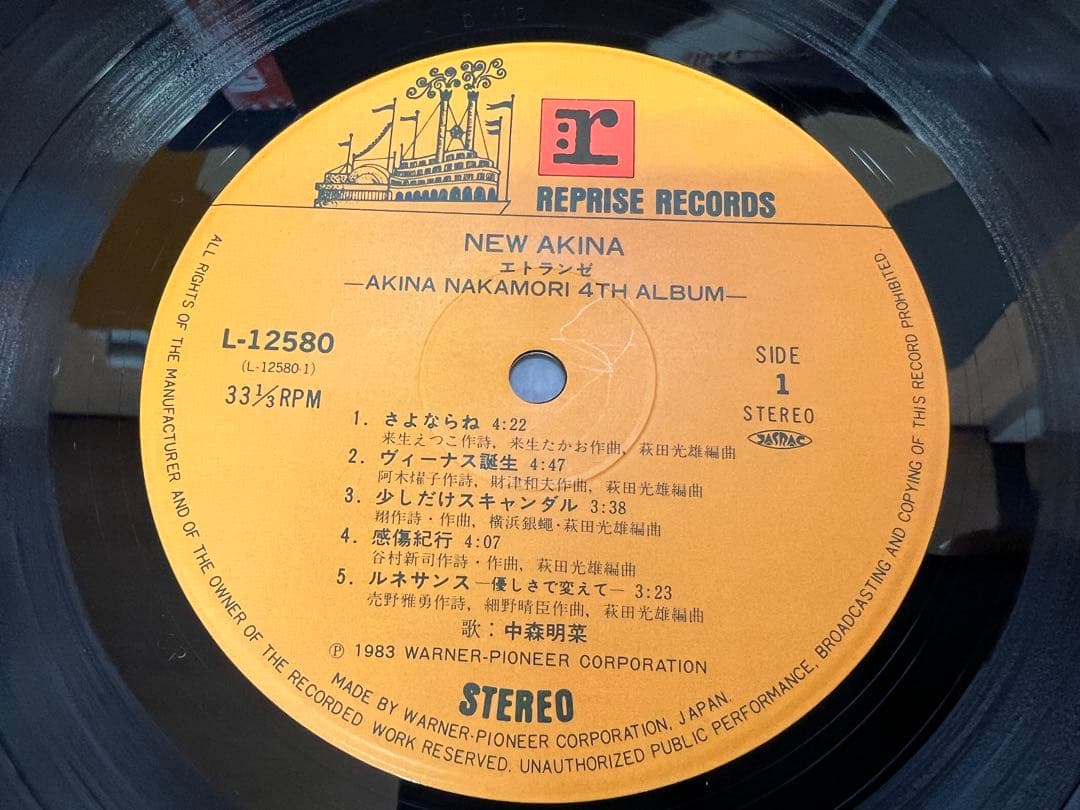 r
REPRISE RECORDS
NEW AKINA
エトランゼ
—AKINA NAKAMORI 4TH ALBUM—
L-12580
(L-12580-1)
33⅓RPM
SIDE
1
STEREO
JASRAC
1. さよならね 4:22
来生えつこ作詩, 来生たかお作曲, 萩田光雄編曲
2. ヴィーナス誕生 4:47
阿木燿子作詩, 財津和夫作曲, 萩田光雄編曲
3. 少しだけスキャンダル 3:38
翔作詩・作曲, 横浜銀蝿・萩田光雄編曲
4. 感傷紀行 4:07
谷村新司作詩・作曲, 萩田光雄編曲
5. ルネサンス—優しさで変えて— 3:23
売野雅勇作詩, 細野晴臣作曲, 萩田光雄編曲
歌：中森明菜
Ⓟ 1983 WARNER-PIONEER CORPORATION
STEREO
MADE BY WARNER-PIONEER CORPORATION, JAPAN.
ALL RIGHTS OF THE MANUFACTURER AND OF THE OWNER OF THE RECORDED WORK RESERVED. UNAUTHORIZED PUBLIC PERFORMANCE, BROADCASTING AND COPYING OF THIS RECORD PROHIBITED.